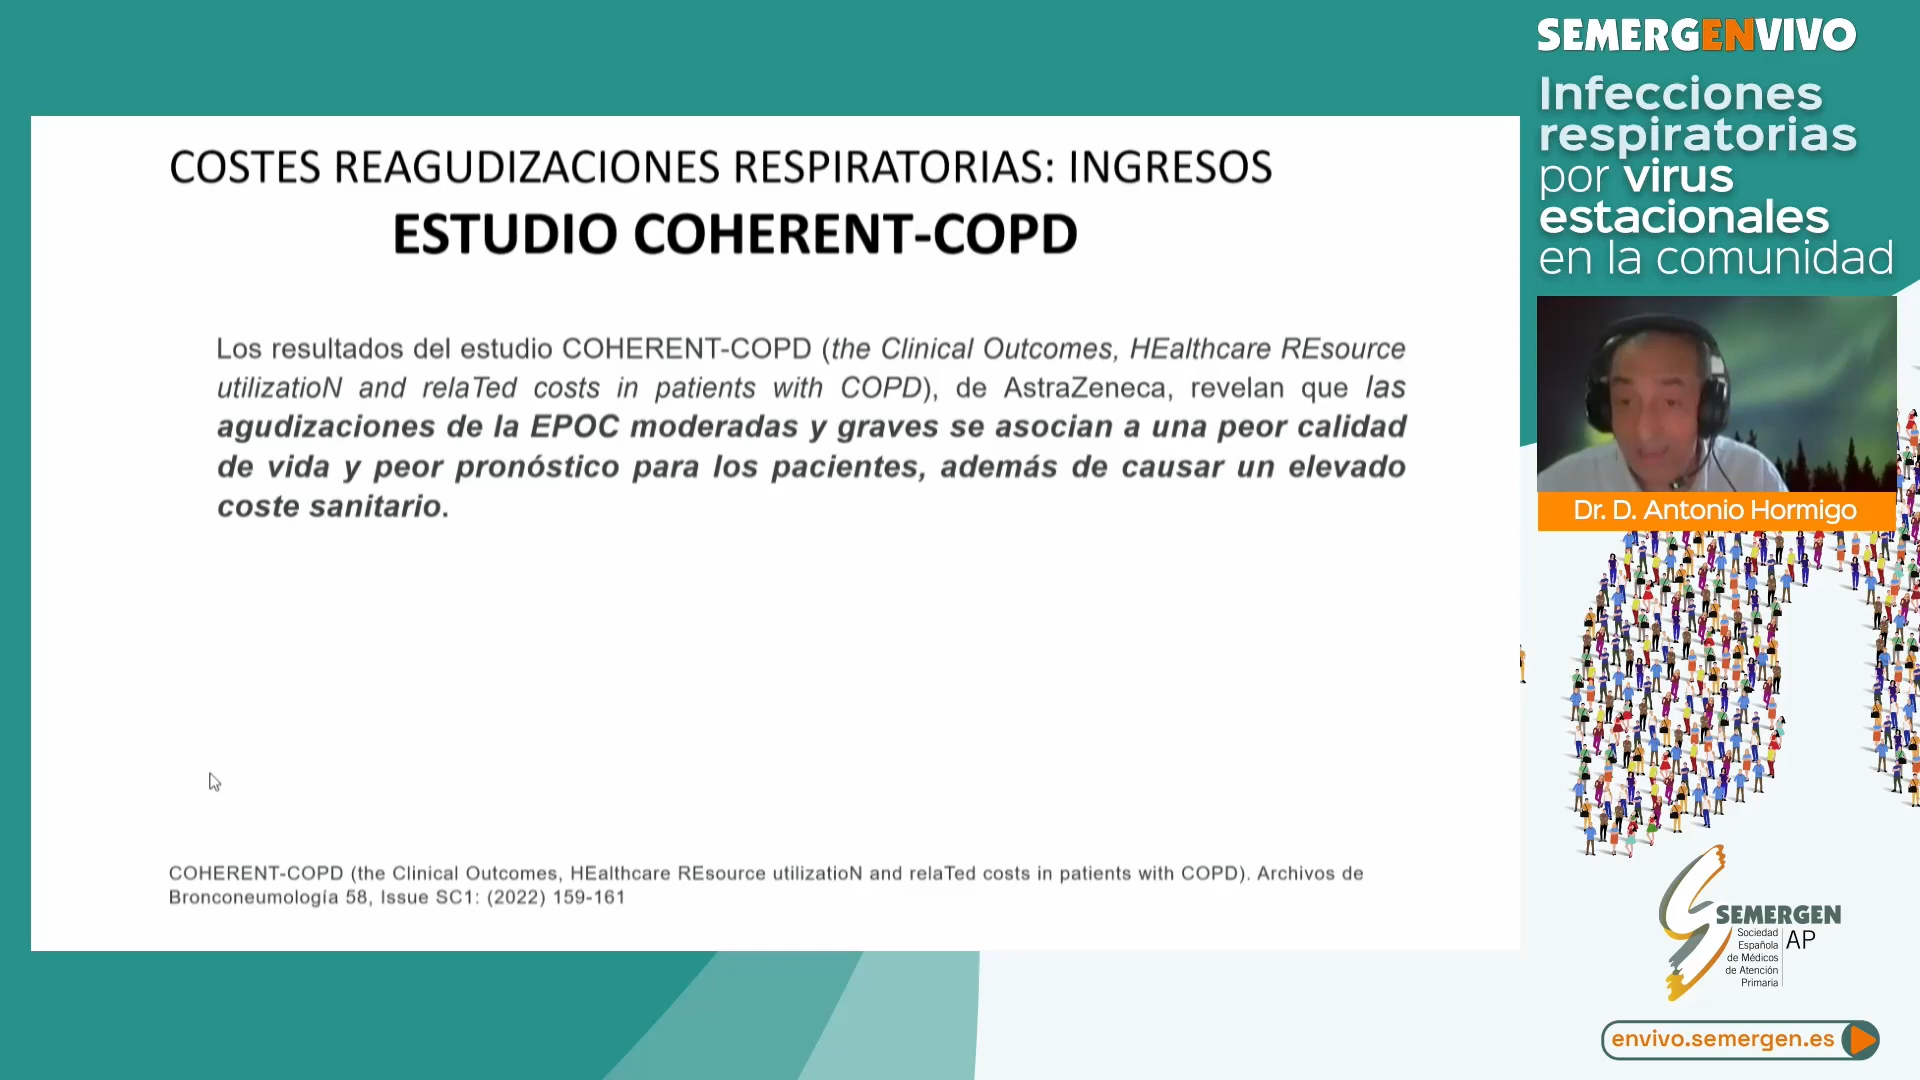 COSTES REAGUDIZACIONES RESPIRATORIAS: INGRESOS
ESTUDIO COHERENT-COPD
Los resultados del estudio COHERENT-COPD (the Clinical Outcomes, HEalthcare REsource
utilizatioN and relaTed costs in patients with COPD), de AstraZeneca, revelan que las
agudizaciones de la EPOC moderadas y graves se asocian a una peor calidad
de vida y peor pronóstico para los pacientes, además de causar un elevado
coste sanitario.
COHERENT-COPD (the Clinical Outcomes, HEalthcare REsource utilizatioN and relaTed costs in patients with COPD). Archivos de
Bronconeumología 58, Issue SC1: (2022) 159-161
SEMERGENVIVO
Infecciones
respiratorias
por virus
estacionales
en la comunidad
Dr. D. Antonio Hormigo
SEMERGEN
Sociedad
Española
de Médicos
de Atención
Primaria
AP
envivo.semergen.es